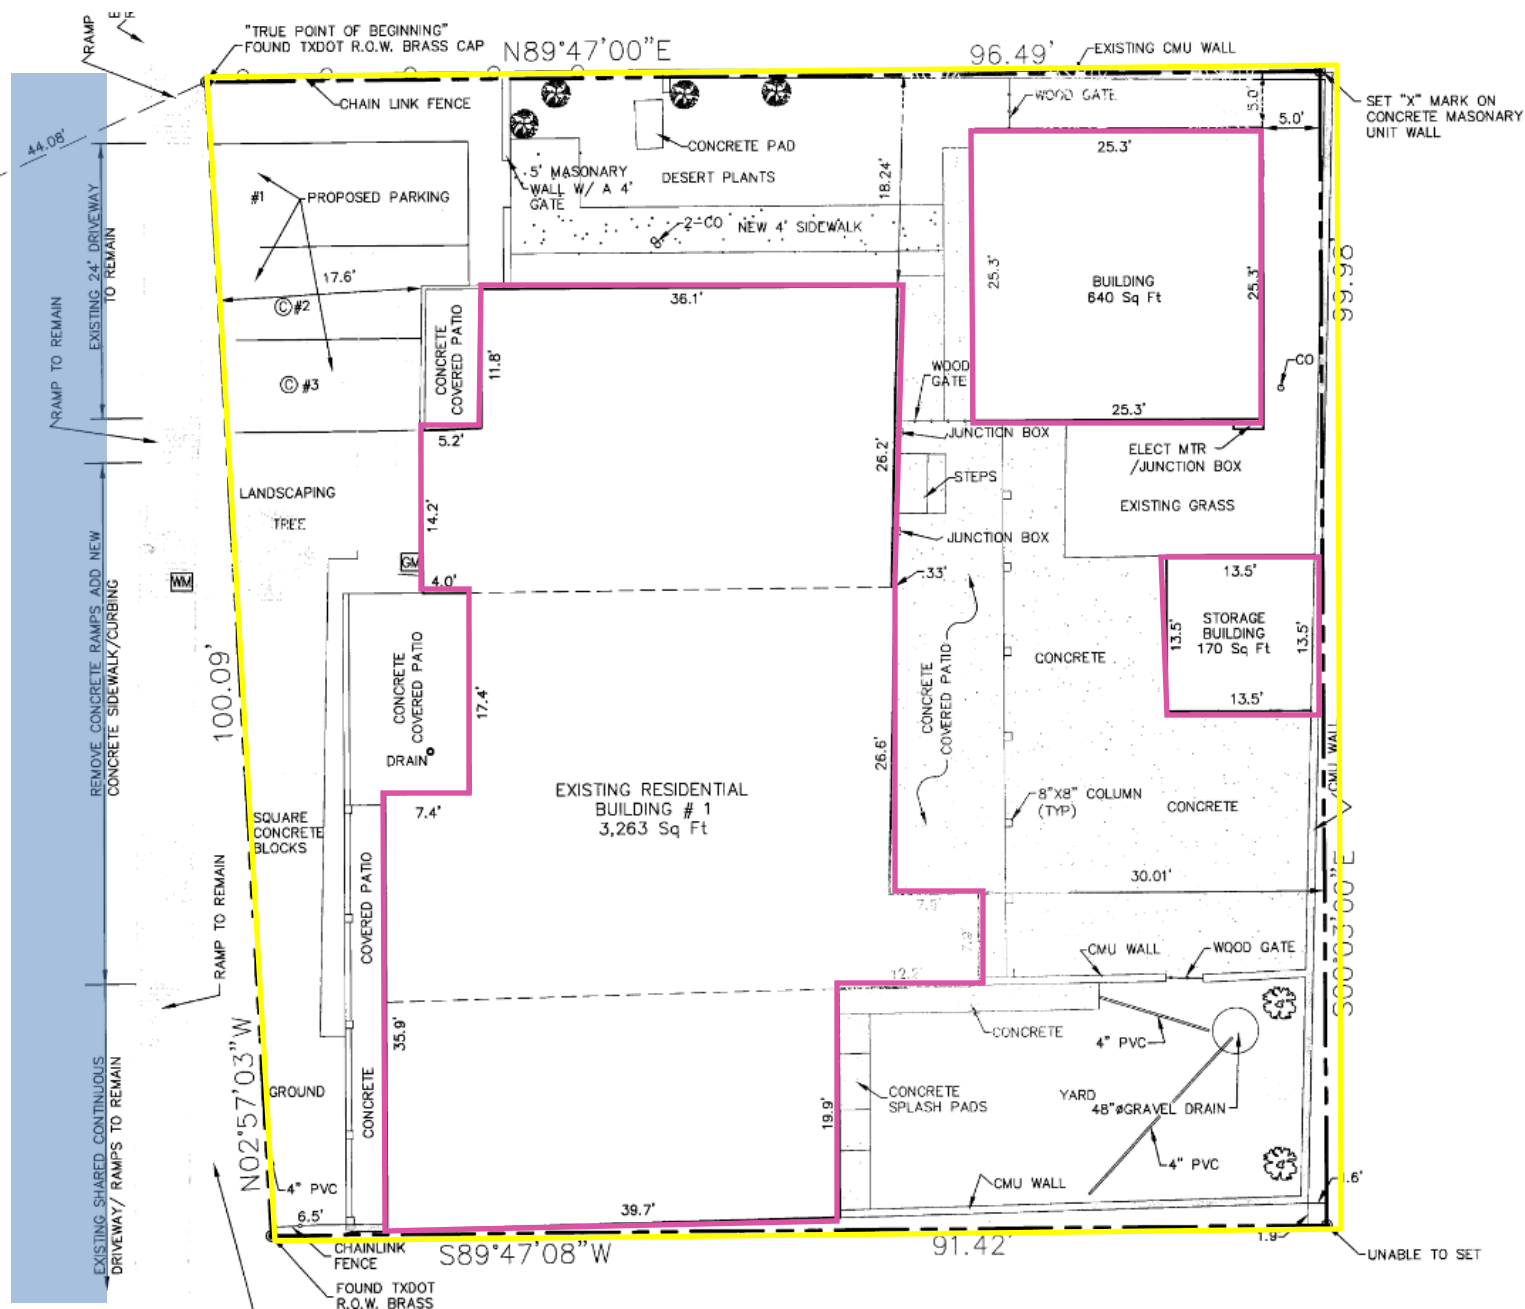 "TRUE POINT OF BEGINNING"
FOUND TXDOT R.O.W. BRASS CAP
N89°47'00"E
96.49'
EXISTING CMU WALL
RAMP
44.08'
CHAIN LINK FENCE
WOOD GATE
5.0'
5.0'
SET "X" MARK ON
CONCRETE MASONARY
UNIT WALL
CONCRETE PAD
25.3'
5' MASONARY
WALL W/ A 4'
GATE
DESERT PLANTS
18.24'
#1
PROPOSED PARKING
2-CO
NEW 4' SIDEWALK
EXISTING 24' DRIVEWAY
TO REMAIN
RAMP TO REMAIN
17.6'
C #2
C #3
36.1'
CONCRETE
COVERED PATIO
11.8'
25.3'
BUILDING
640 Sq Ft
25.3'
99.98'
CO
WOOD
GATE
25.3'
5.2'
JUNCTION BOX
ELECT MTR
/JUNCTION BOX
26.2'
STEPS
LANDSCAPING
TREE
14.2'
EXISTING GRASS
JUNCTION BOX
GM
WM
4.0'
.33'
13.5'
REMOVE CONCRETE RAMPS ADD NEW
CONCRETE SIDEWALK/CURBING
STORAGE
BUILDING
170 Sq Ft
13.5'
13.5'
13.5'
CONCRETE
CONCRETE
COVERED PATIO
17.4'
CONCRETE
COVERED PATIO
100.09'
DRAIN
26.6'
CMU WALL
EXISTING RESIDENTIAL
BUILDING # 1
3,263 Sq Ft
7.4'
8"X8" COLUMN
(TYP)
CONCRETE
SQUARE
CONCRETE
BLOCKS
30.01'
RAMP TO REMAIN
COVERED PATIO
7.9'
CMU WALL
WOOD GATE
12.2'
S00°03'00"E
35.9'
CONCRETE
4" PVC
N02°57'03"W
GROUND
CONCRETE
CONCRETE
SPLASH PADS
YARD
48"øGRAVEL DRAIN
19.9'
EXISTING SHARED CONTINUOUS
DRIVEWAY/ RAMPS TO REMAIN
4" PVC
4" PVC
CMU WALL
1.6'
6.5'
39.7'
CHAINLINK
FENCE
S89°47'08"W
91.42'
1.9'
UNABLE TO SET
FOUND TXDOT
R.O.W. BRASS